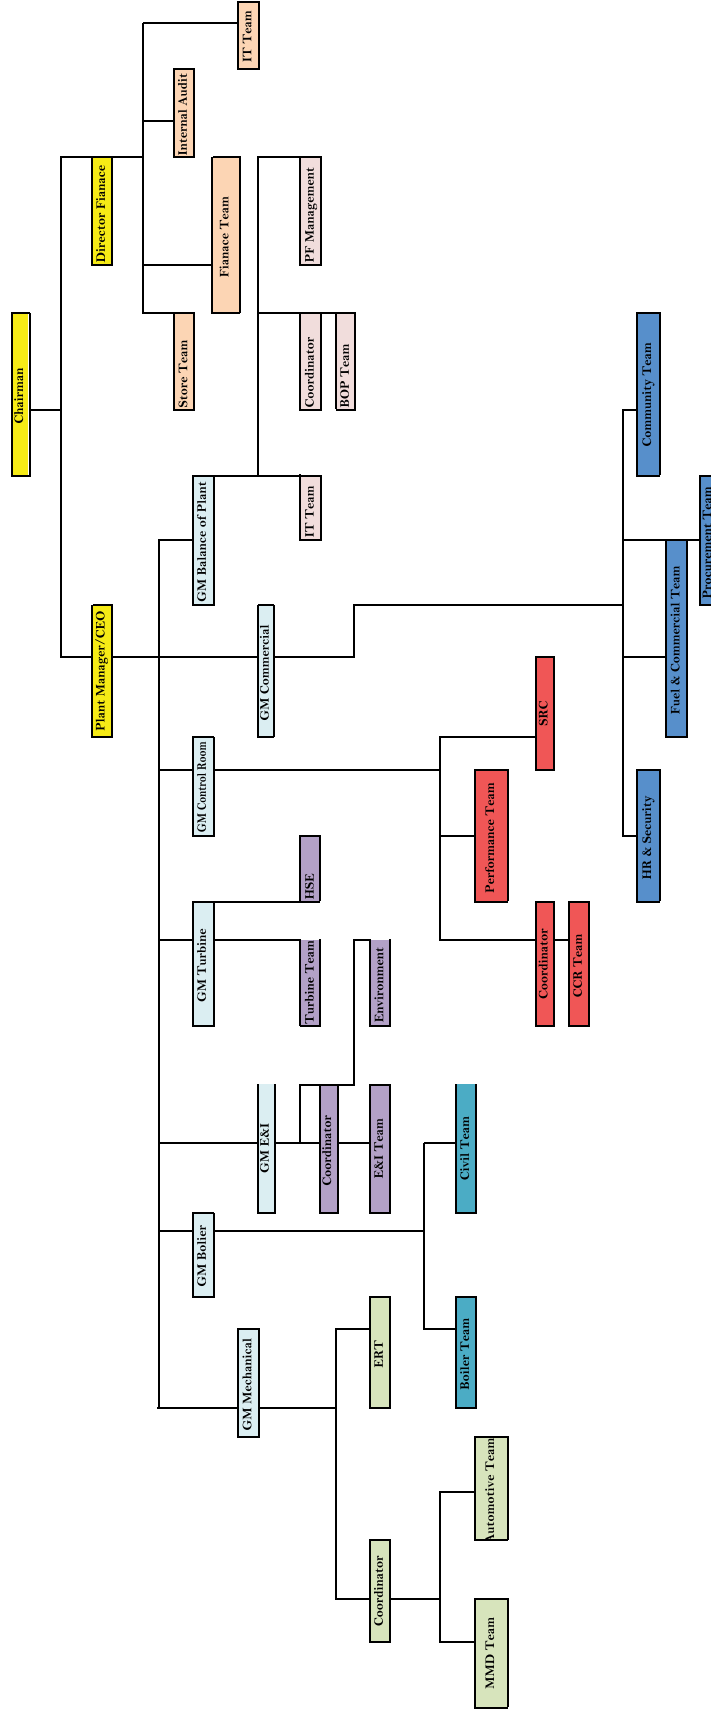 Chairman
Plant Manager/CEO
Director Fianace
GM Mechanical
GM Bolier
GM E&I
GM Turbine
GM Control Room
GM Commercial
GM Balance of Plant
Store Team
Fianace Team
Internal Audit
IT Team
IT Team
Coordinator
BOP Team
PF Management
Coordinator
MMD Team
Automotive Team
ERT
Boiler Team
Civil Team
Coordinator
E&I Team
Environment
Turbine Team
HSE
Coordinator
CCR Team
Performance Team
SRC
HR & Security
Fuel & Commercial Team
Procurement Team
Community Team